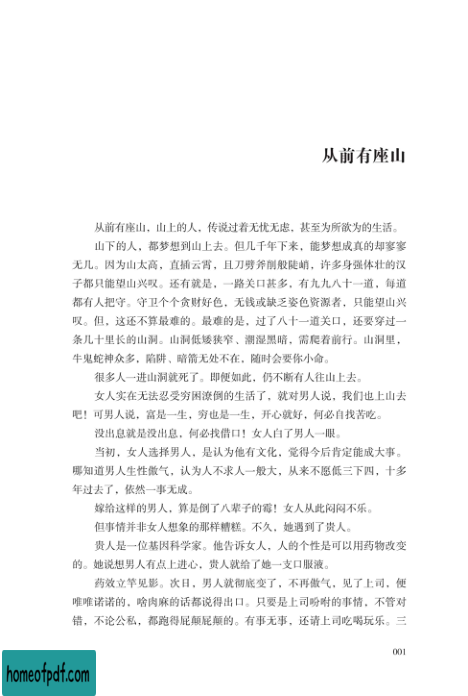 从前有座山
从前有座山，山上的人，传说过着无忧无虑，甚至为所欲为的生活。
山下的人，都梦想到山上去。但几千年下来，能梦想成真的却寥寥
无几。因为山太高，直插云霄，且刀劈斧削般陡峭，许多身强体壮的汉
子都只能望山兴叹。还有就是，一路关口甚多，有九九八十一道，每道
都有人把守。守卫个个贪财好色，无钱或缺乏姿色资源者，只能望山兴
叹。但，这还不算最难的。最难的是，过了八十一道关口，还要穿过一
条几十里长的山洞。山洞低矮狭窄、潮湿黑暗，需爬着前行。山洞里，
牛鬼蛇神众多，陷阱、暗箭无处不在，随时会要你小命。
很多人一进山洞就死了。即便如此，仍不断有人往山上去。
女人实在无法忍受穷困潦倒的生活了，就对男人说，我们也上山去
吧！可男人说，富是一生，穷也是一生，开心就好，何必自找苦吃。
没出息就是没出息，何必找借口！女人白了男人一眼。
当初，女人选择男人，是认为他有文化，觉得今后肯定能成大事。
哪知道男人生性傲气，认为人不求人一般大，从来不愿低三下四，十多
年过去了，依然一事无成。
嫁给这样的男人，算是倒了八辈子的霉！女人从此闷闷不乐。
但事情并非女人想象的那样糟糕。不久，她遇到了贵人。
贵人是一位基因科学家。他告诉女人，人的个性是可以用药物改变
的。她说想男人有点上进心，贵人就给了她一支口服液。
药效立竿见影。次日，男人就彻底变了，不再傲气，见了上司，便
唯唯诺诺的，啥肉麻的话都说得出口。只要是上司吩咐的事情，不管对
错，不论公私，都跑得屁颠屁颠的。有事无事，还请上司吃喝玩乐。三
001
homeofpdf.com